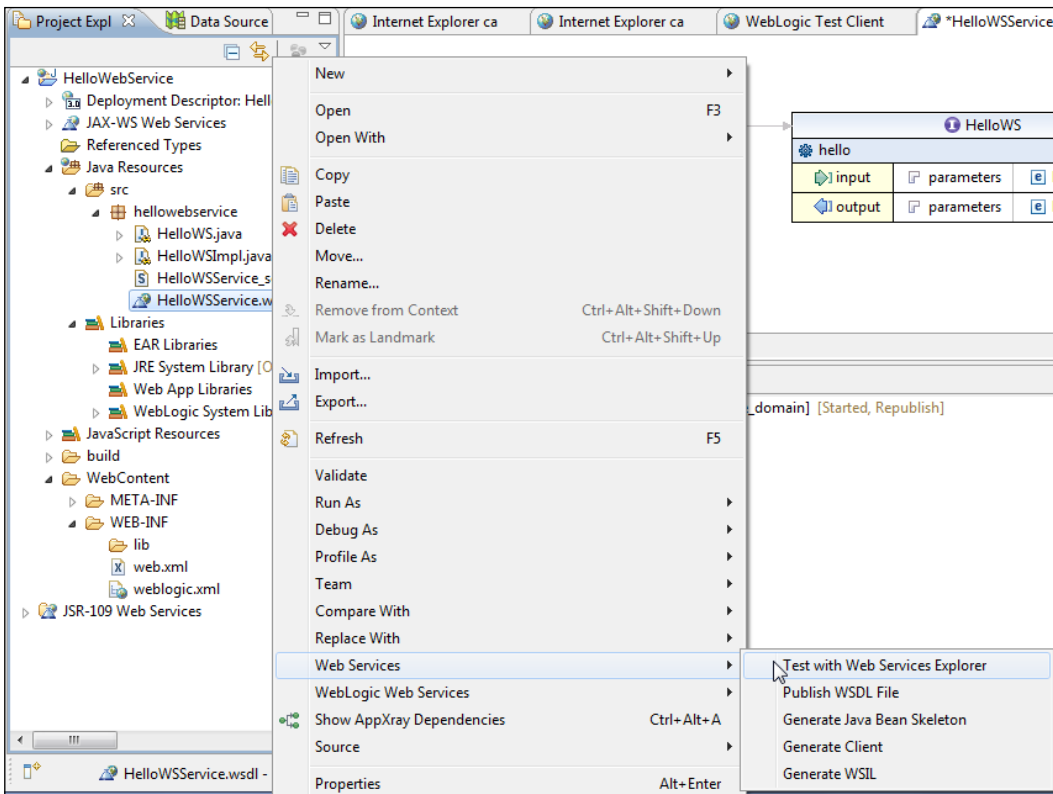 Project Expl
Data Source
Internet Explorer ca
Internet Explorer ca
WebLogic Test Client
*HelloWSService
HelloWebService
3.0 Deployment Descriptor: Hell
JAX-WS Web Services
Referenced Types
Java Resources
src
hellowebservice
HelloWS.java
HelloWSImpl.java
HelloWSService_s
HelloWSService.w
Libraries
EAR Libraries
JRE System Library [O
Web App Libraries
WebLogic System Lib
JavaScript Resources
build
WebContent
META-INF
WEB-INF
lib
web.xml
weblogic.xml
JSR-109 Web Services
HelloWSService.wsdl -
New
Open F3
Open With
Copy
Paste
Delete
Move...
Rename...
Remove from Context Ctrl+Alt+Shift+Down
Mark as Landmark Ctrl+Alt+Shift+Up
Import...
Export...
Refresh F5
Validate
Run As
Debug As
Profile As
Team
Compare With
Replace With
Web Services
WebLogic Web Services
Show AppXray Dependencies Ctrl+Alt+A
Source
Properties Alt+Enter
Test with Web Services Explorer
Publish WSDL File
Generate Java Bean Skeleton
Generate Client
Generate WSIL
HelloWS
hello
input parameters e
output parameters e
_domain] [Started, Republish]